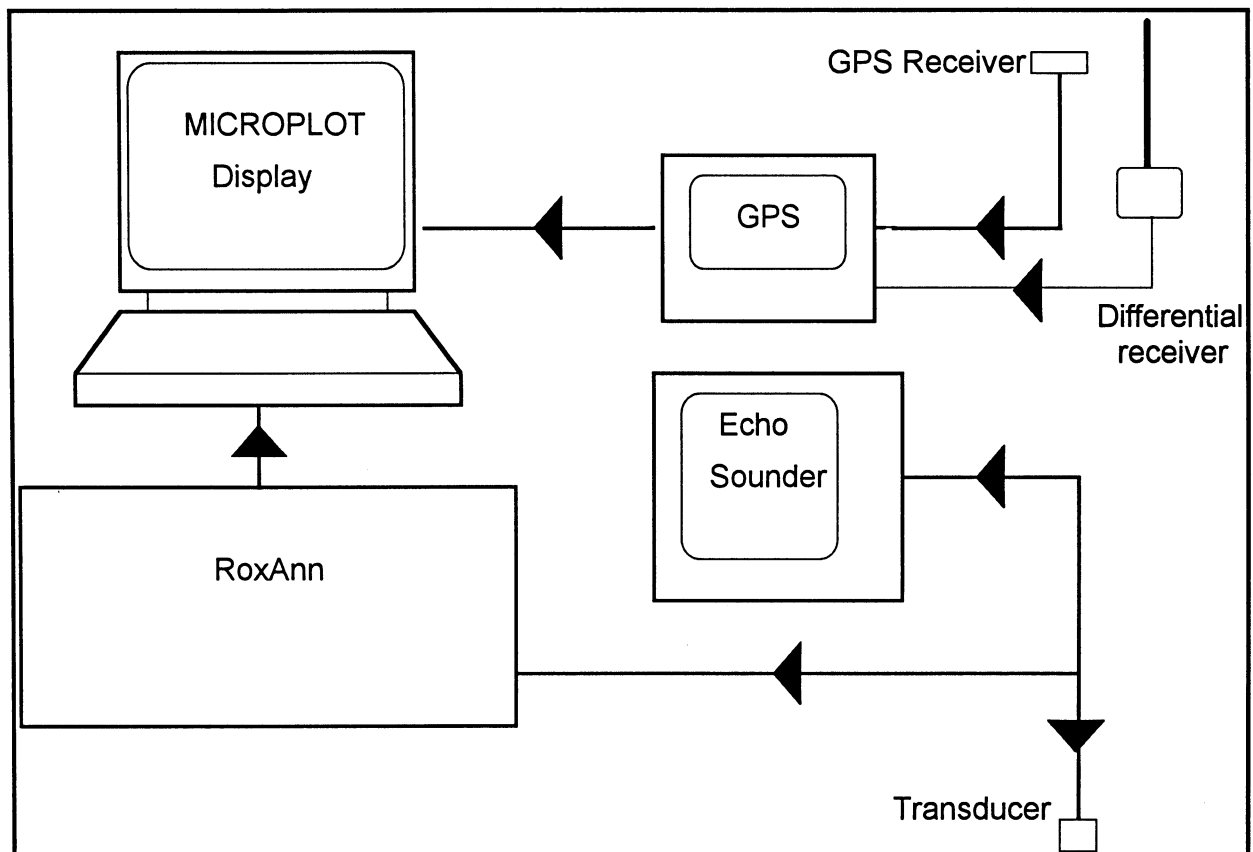 MICROPLOT
Display
GPS Receiver
GPS
Differential
receiver
Echo
Sounder
RoxAnn
Transducer